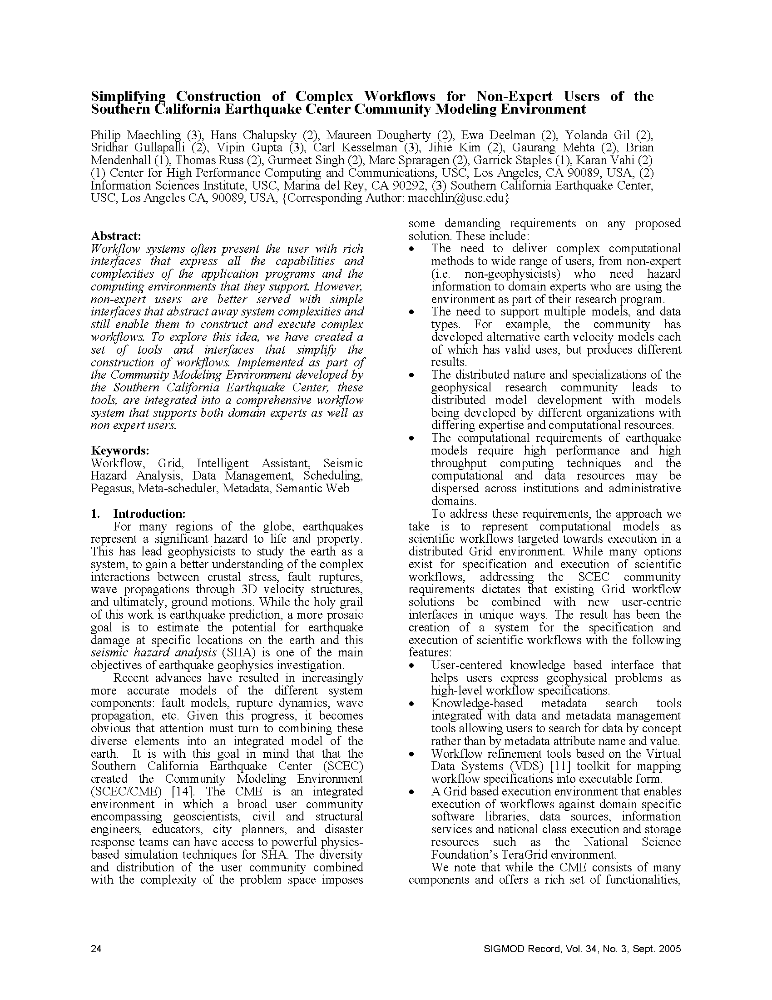 Simplifying Construction of Complex Workflows for Non-Expert Users of the
Southern California Earthquake Center Community Modeling Environment
Philip Maechling (3), Hans Chalupsky (2), Maureen Dougherty (2), Ewa Deelman (2), Yolanda Gil (2),
Sridhar Gullapalli (2), Vipin Gupta (3), Carl Kesselman (3), Jihie Kim (2), Gaurang Mehta (2), Brian
Mendenhall (1), Thomas Russ (2), Gurmeet Singh (2), Marc Spraragen (2), Garrick Staples (1), Karan Vahi (2)
(1) Center for High Performance Computing and Communications, USC, Los Angeles, CA 90089, USA, (2)
Information Sciences Institute, USC, Marina del Rey, CA 90292, (3) Southern California Earthquake Center,
USC, Los Angeles CA, 90089, USA, {Corresponding Author: maechlin@usc.edu}
Abstract:
Workflow systems often present the user with rich
interfaces that express all the capabilities and
complexities of the application programs and the
computing environments that they support. However,
non-expert users are better served with simple
interfaces that abstract away system complexities and
still enable them to construct and execute complex
workflows. To explore this idea, we have created a
set of tools and interfaces that simplify the
construction of workflows. Implemented as part of
the Community Modeling Environment developed by
the Southern California Earthquake Center, these
tools, are integrated into a comprehensive workflow
system that supports both domain experts as well as
non expert users.
Keywords:
Workflow, Grid, Intelligent Assistant, Seismic
Hazard Analysis, Data Management, Scheduling,
Pegasus, Meta-scheduler, Metadata, Semantic Web
1. Introduction:
For many regions of the globe, earthquakes
represent a significant hazard to life and property.
This has lead geophysicists to study the earth as a
system, to gain a better understanding of the complex
interactions between crustal stress, fault ruptures,
wave propagations through 3D velocity structures,
and ultimately, ground motions. While the holy grail
of this work is earthquake prediction, a more prosaic
goal is to estimate the potential for earthquake
damage at specific locations on the earth and this
seismic hazard analysis (SHA) is one of the main
objectives of earthquake geophysics investigation.
Recent advances have resulted in increasingly
more accurate models of the different system
components: fault models, rupture dynamics, wave
propagation, etc. Given this progress, it becomes
obvious that attention must turn to combining these
diverse elements into an integrated model of the
earth. It is with this goal in mind that that the
Southern California Earthquake Center (SCEC)
created the Community Modeling Environment
(SCEC/CME) [14]. The CME is an integrated
environment in which a broad user community
encompassing geoscientists, civil and structural
engineers, educators, city planners, and disaster
response teams can have access to powerful physics-
based simulation techniques for SHA. The diversity
and distribution of the user community combined
with the complexity of the problem space imposes
some demanding requirements on any proposed
solution. These include:
• The need to deliver complex computational
methods to wide range of users, from non-expert
(i.e. non-geophysicists) who need hazard
information to domain experts who are using the
environment as part of their research program.
• The need to support multiple models, and data
types. For example, the community has
developed alternative earth velocity models each
of which has valid uses, but produces different
results.
• The distributed nature and specializations of the
geophysical research community leads to
distributed model development with models
being developed by different organizations with
differing expertise and computational resources.
• The computational requirements of earthquake
models require high performance and high
throughput computing techniques and the
computational and data resources may be
dispersed across institutions and administrative
domains.
To address these requirements, the approach we
take is to represent computational models as
scientific workflows targeted towards execution in a
distributed Grid environment. While many options
exist for specification and execution of scientific
workflows, addressing the SCEC community
requirements dictates that existing Grid workflow
solutions be combined with new user-centric
interfaces in unique ways. The result has been the
creation of a system for the specification and
execution of scientific workflows with the following
features:
• User-centered knowledge based interface that
helps users express geophysical problems as
high-level workflow specifications.
• Knowledge-based metadata search tools
integrated with data and metadata management
tools allowing users to search for data by concept
rather than by metadata attribute name and value.
• Workflow refinement tools based on the Virtual
Data Systems (VDS) [11] toolkit for mapping
workflow specifications into executable form.
• A Grid based execution environment that enables
execution of workflows against domain specific
software libraries, data sources, information
services and national class execution and storage
resources such as the National Science
Foundation’s TeraGrid environment.
We note that while the CME consists of many
components and offers a rich set of functionalities,
24
SIGMOD Record, Vol. 34, No. 3, Sept. 2005